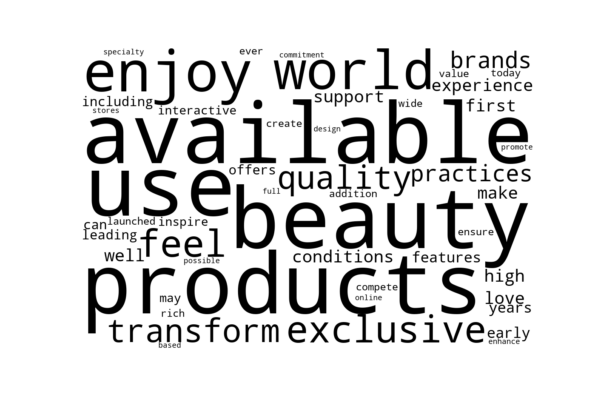 specialty ever commitment
enjoy world brands
value today
experience
including support wide first
stores interactive
available
create design
promote
use offers quality practices
full addition make
beauty
can launched inspire
leading feel ensure
well conditions features
possible
products high
compete
may online love
rich years
transform exclusive early
based enhance